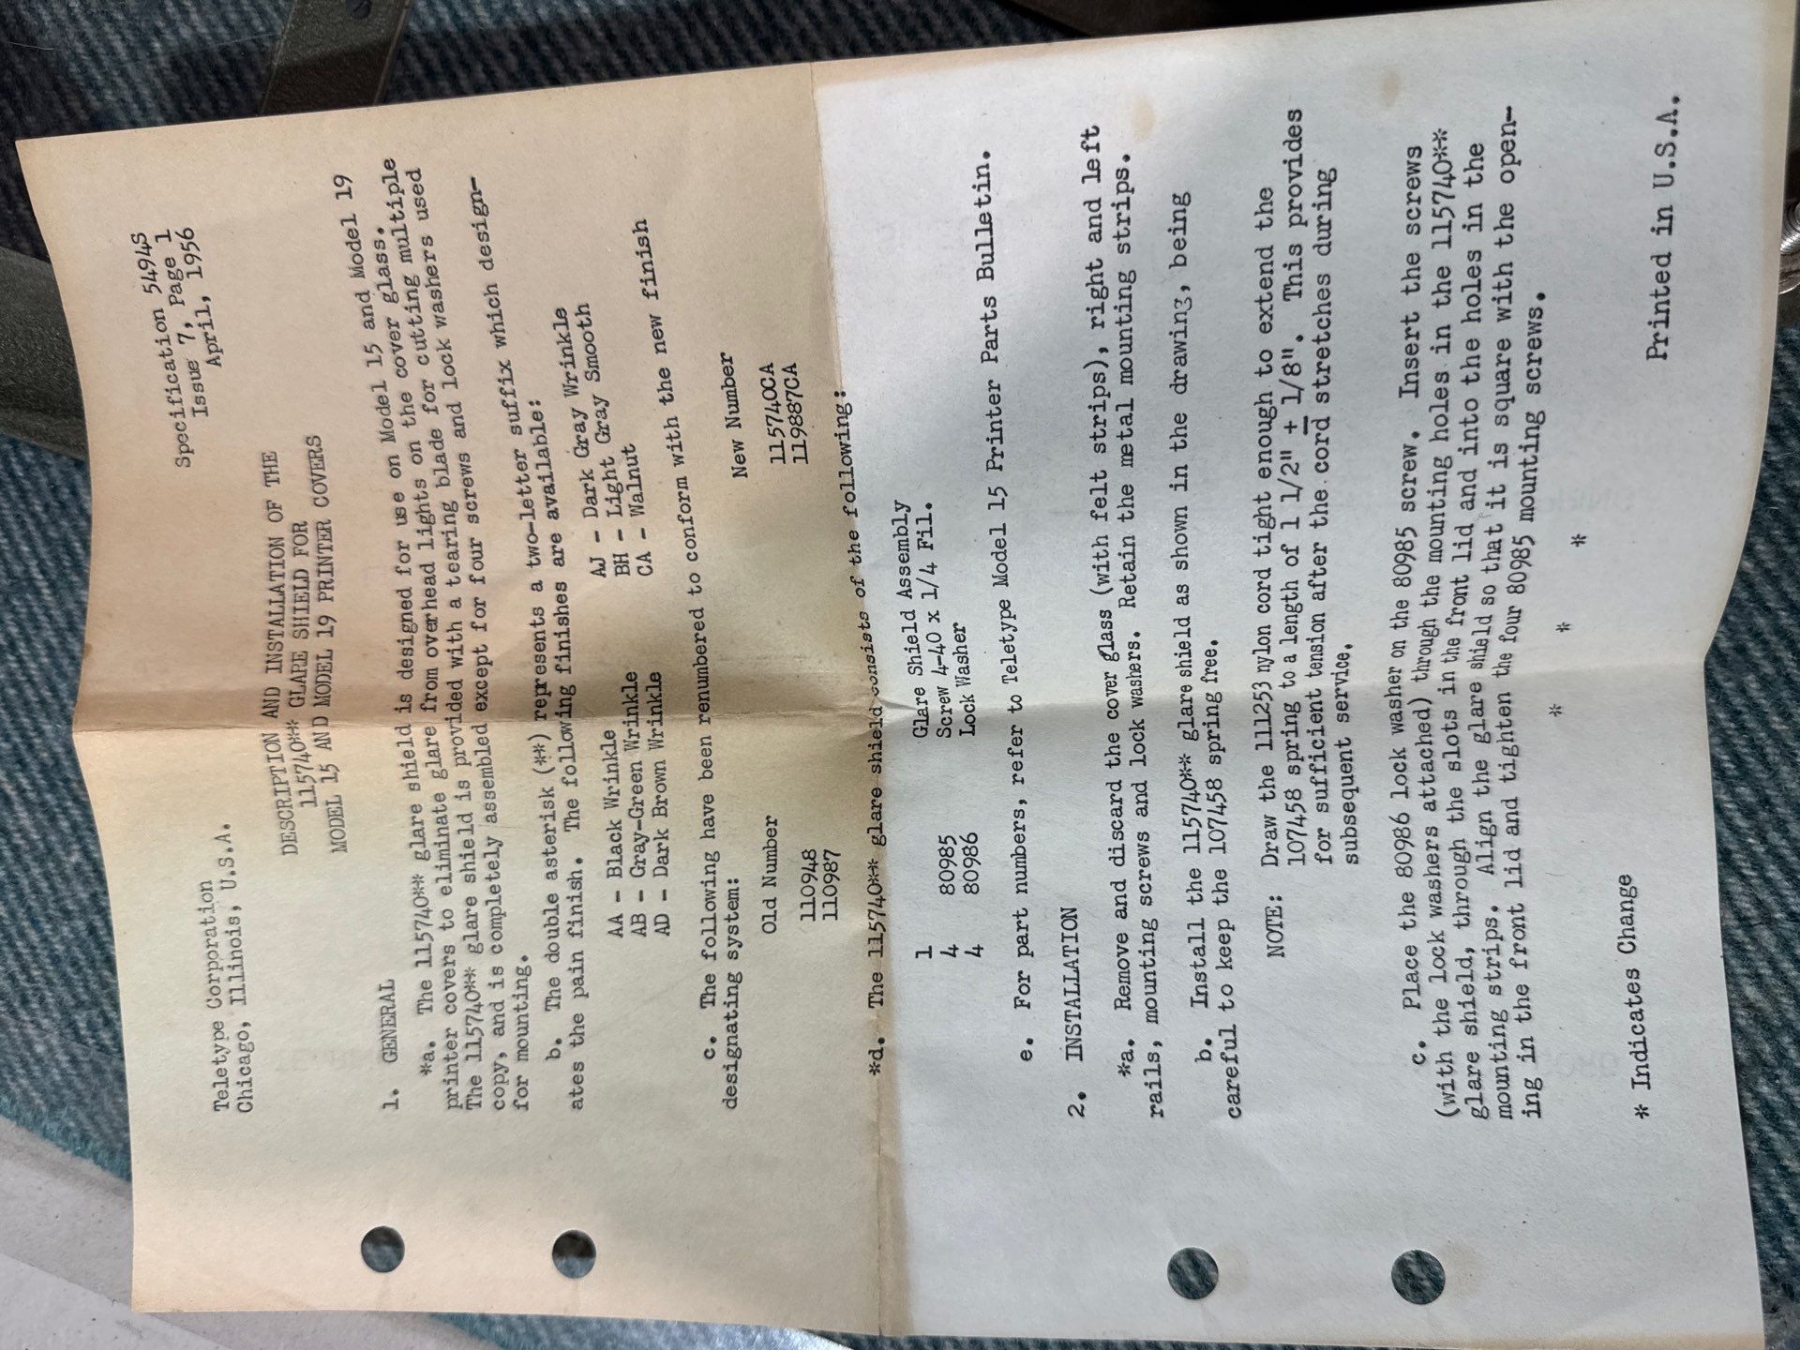 Specification 5494S
Issue 7, Page 1
April, 1956
Teletype Corporation
Chicago, Illinois, U.S.A.
DESCRIPTION AND INSTALLATION OF THE
115740** GLARE SHIELD FOR
MODEL 15 AND MODEL 19 PRINTER COVERS
1. GENERAL
*a. The 115740** glare shield is designed for use on Model 15 and Model 19
printer covers to eliminate glare from overhead lights on the cover glass.
The 115740** glare shield is provided with a tearing blade for cutting multiple
copy, and is completely assembled except for four screws and lock washers used
for mounting.
b. The double asterisk (**) represents a two-letter suffix which design-
ates the pain finish. The following finishes are available:
AA - Black Wrinkle AJ - Dark Gray Wrinkle
AB - Gray-Green Wrinkle BH - Light Gray Smooth
AD - Dark Brown Wrinkle CA - Walnut
c. The following have been renumbered to conform with the new finish
designating system:
Old Number New Number
110948 115740CA
110987 119887CA
*d. The 115740** glare shield consists of the following:
1 Glare Shield Assembly
4 80985 Screw 4-40 x 1/4 Fil.
4 80986 Lock Washer
e. For part numbers, refer to Teletype Model 15 Printer Parts Bulletin.
2. INSTALLATION
*a. Remove and discard the cover glass (with felt strips), right and left
rails, mounting screws and lock washers. Retain the metal mounting strips.
b. Install the 115740** glare shield as shown in the drawing, being
careful to keep the 107458 spring free.
NOTE: Draw the 111253 nylon cord tight enough to extend the
107458 spring to a length of 1 1/2" ± 1/8". This provides
for sufficient tension after the cord stretches during
subsequent service.
c. Place the 80986 lock washer on the 80985 screw. Insert the screws
(with the lock washers attached) through the mounting holes in the 115740**
glare shield, through the slots in the front lid and into the holes in the
mounting strips. Align the glare shield so that it is square with the open-
ing in the front lid and tighten the four 80985 mounting screws.
* * *
* Indicates Change
Printed in U.S.A.